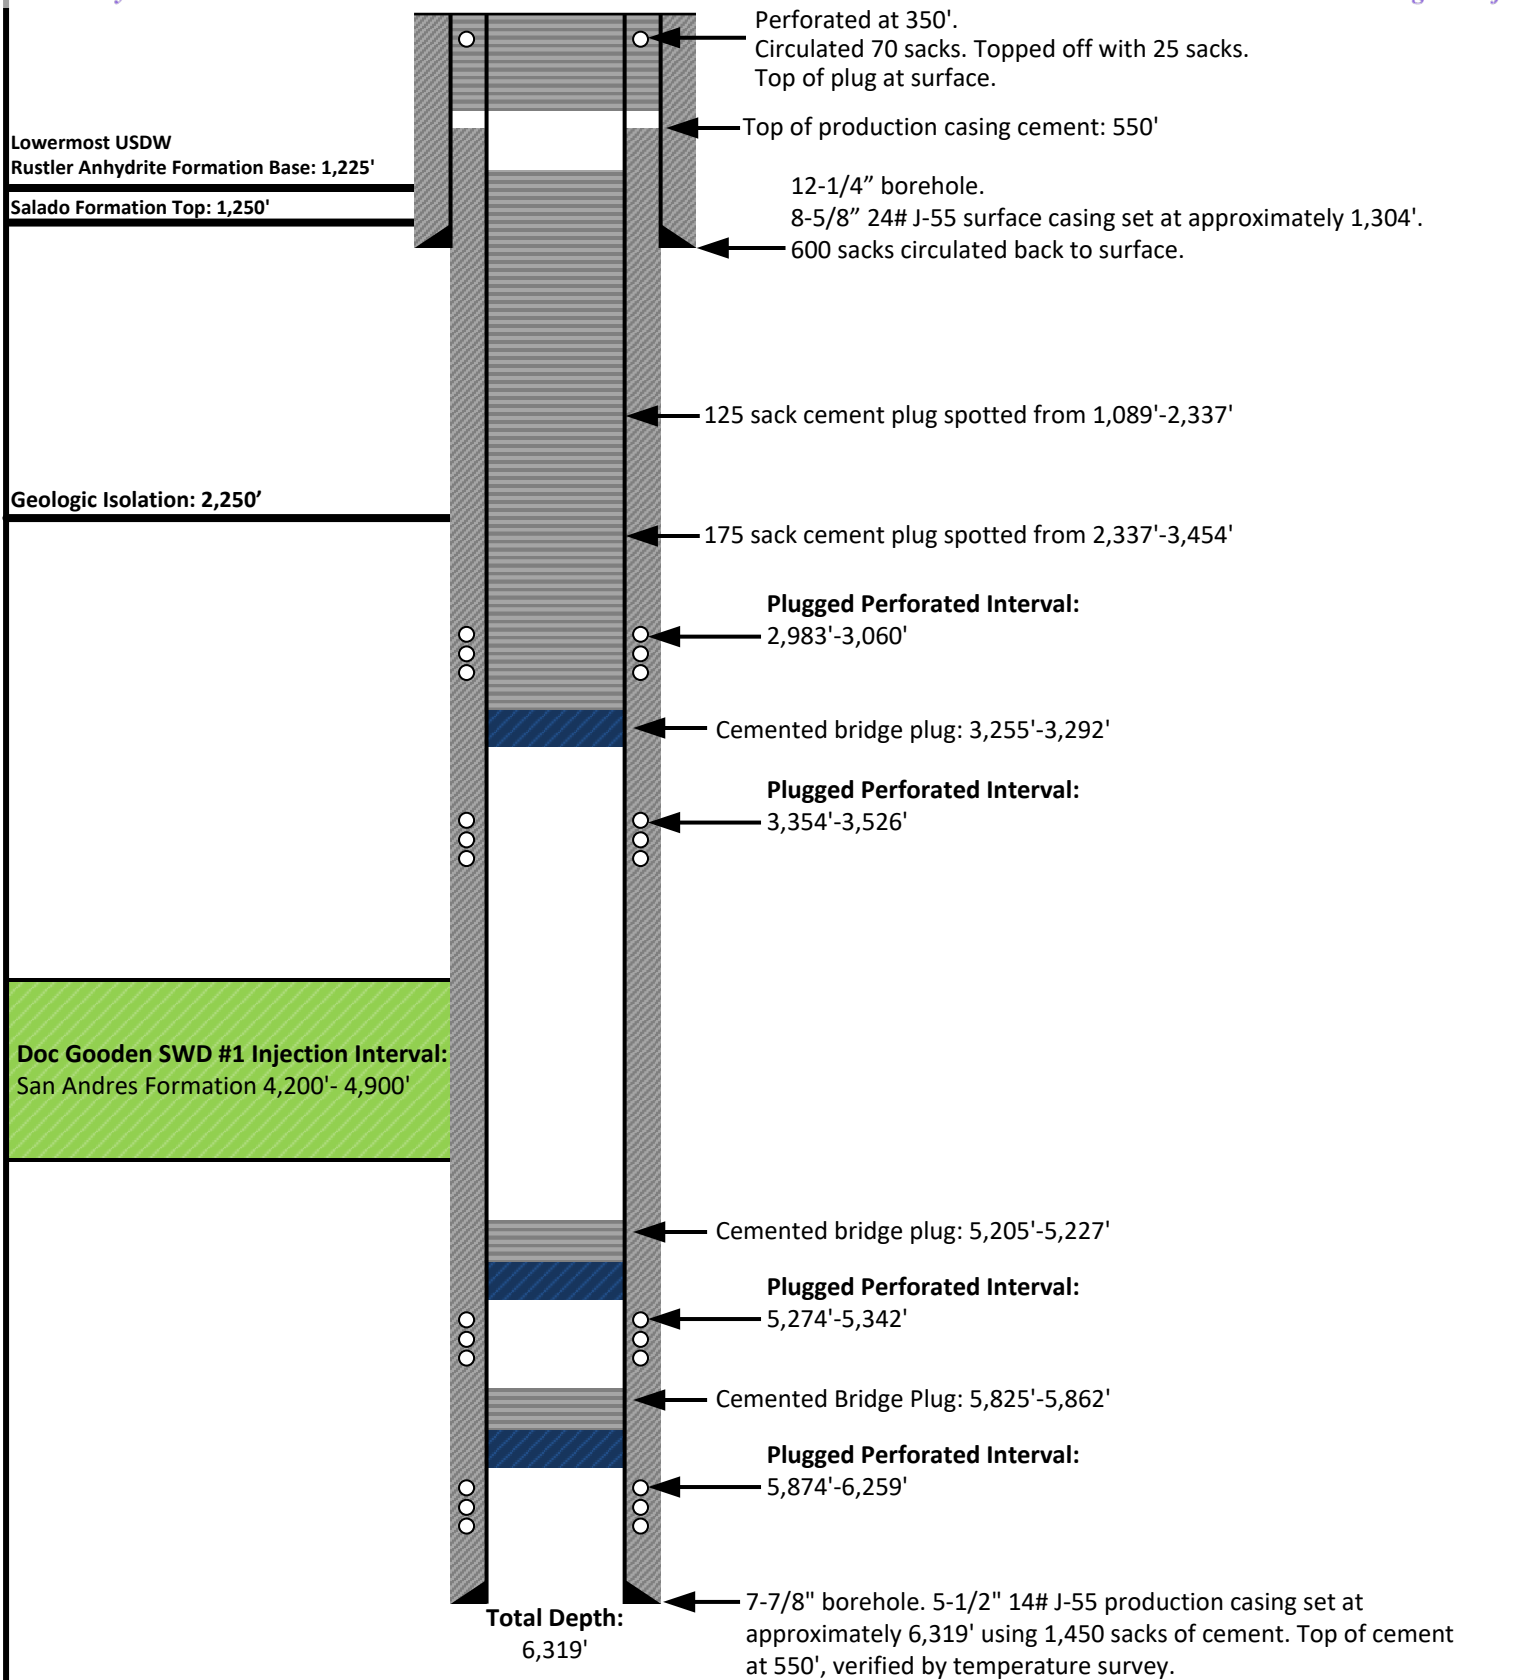 Perforated at 350'.
Circulated 70 sacks. Topped off with 25 sacks.
Top of plug at surface.
Top of production casing cement: 550'
Lowermost USDW
Rustler Anhydrite Formation Base: 1,225'
12-1/4” borehole.
Salado Formation Top: 1,250'
8-5/8” 24# J-55 surface casing set at approximately 1,304'.
600 sacks circulated back to surface.
125 sack cement plug spotted from 1,089'-2,337'
Geologic Isolation: 2,250’
175 sack cement plug spotted from 2,337'-3,454'
Plugged Perforated Interval:
2,983'-3,060'
Cemented bridge plug: 3,255'-3,292'
Plugged Perforated Interval:
3,354'-3,526'
Doc Gooden SWD #1 Injection Interval:
San Andres Formation 4,200'- 4,900'
Cemented bridge plug: 5,205'-5,227'
Plugged Perforated Interval:
5,274'-5,342'
Cemented Bridge Plug: 5,825'-5,862'
Plugged Perforated Interval:
5,874'-6,259'
Total Depth:
6,319'
7-7/8" borehole. 5-1/2" 14# J-55 production casing set at
approximately 6,319' using 1,450 sacks of cement. Top of cement
at 550', verified by temperature survey.